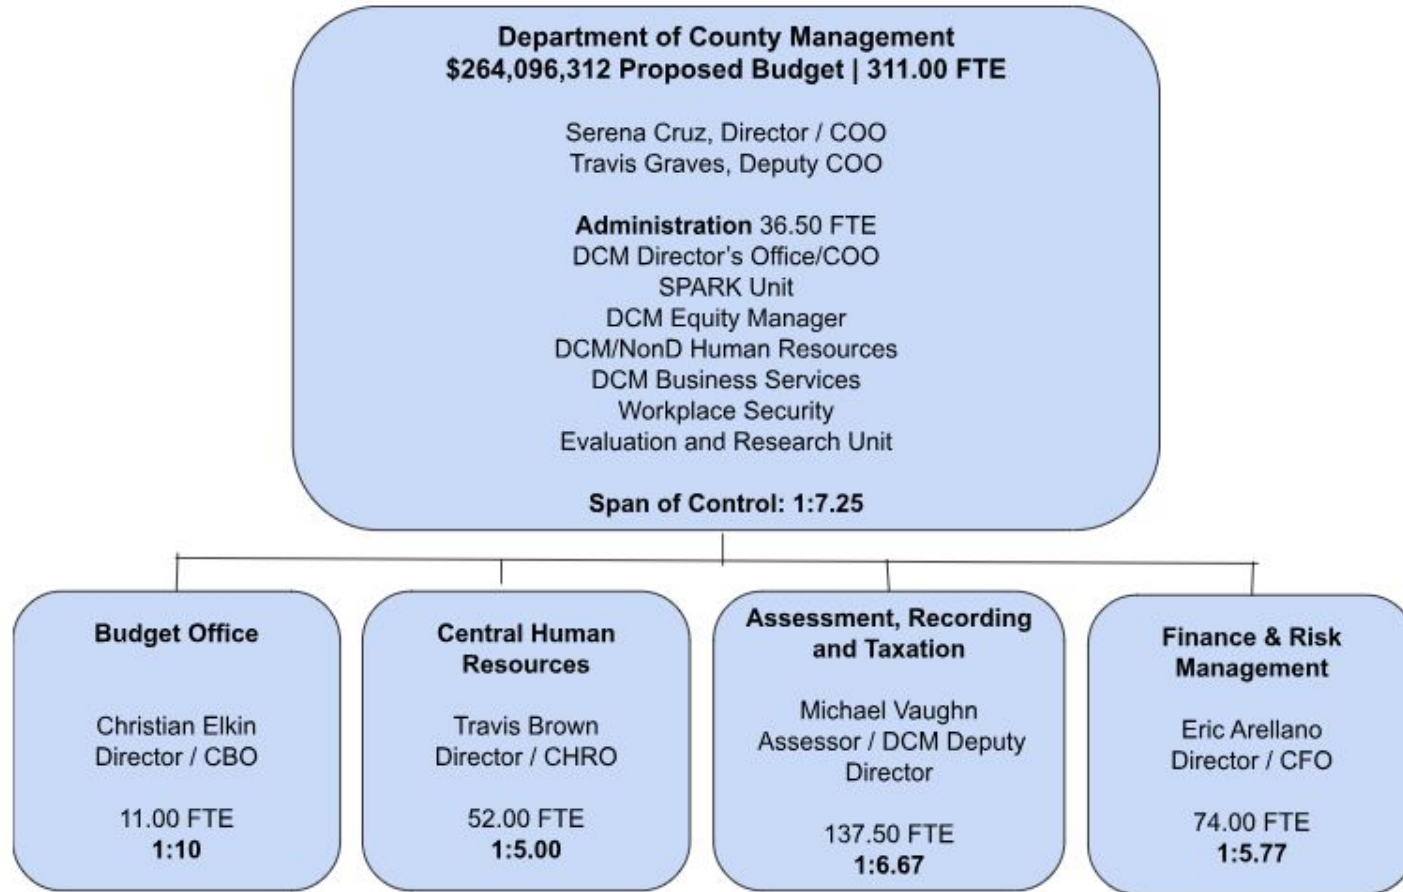 Department of County Management
$264,096,312 Proposed Budget | 311.00 FTE
Serena Cruz, Director / COO
Travis Graves, Deputy COO
Administration 36.50 FTE
DCM Director’s Office/COO
SPARK Unit
DCM Equity Manager
DCM/NonD Human Resources
DCM Business Services
Workplace Security
Evaluation and Research Unit
Span of Control: 1:7.25
Budget Office
Christian Elkin
Director / CBO
11.00 FTE
1:10
Central Human
Resources
Travis Brown
Director / CHRO
52.00 FTE
1:5.00
Assessment, Recording
and Taxation
Michael Vaughn
Assessor / DCM Deputy
Director
137.50 FTE
1:6.67
Finance & Risk
Management
Eric Arellano
Director / CFO
74.00 FTE
1:5.77